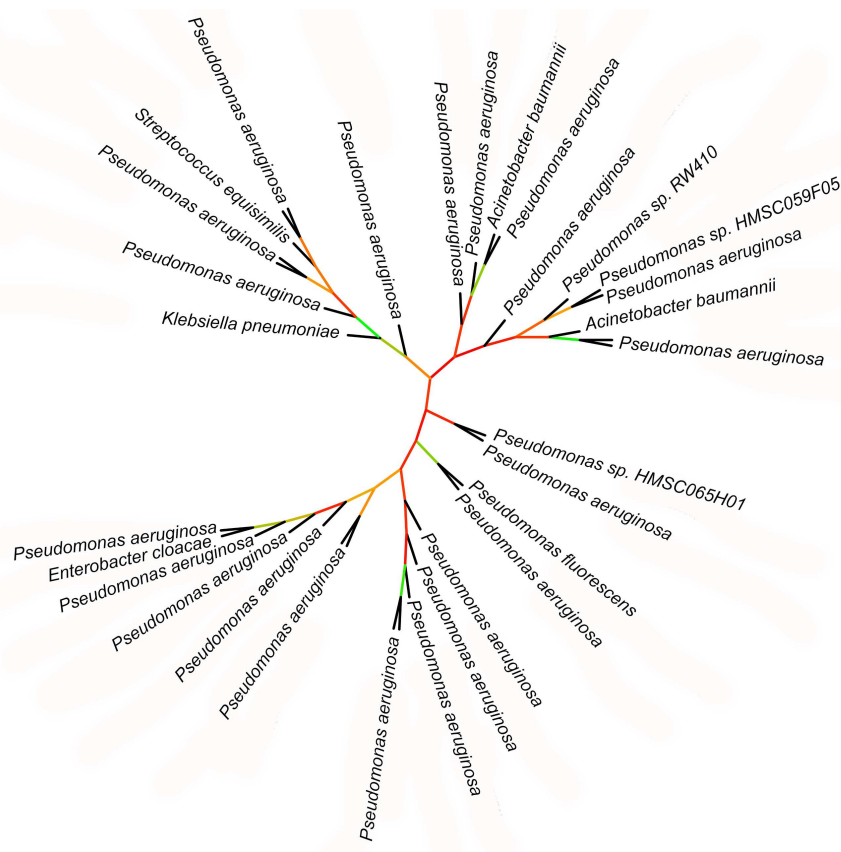 Pseudomonas aeruginosa
Streptococcus equisimilis
Pseudomonas aeruginosa
Pseudomonas aeruginosa
Klebsiella pneumoniae
Pseudomonas aeruginosa
Pseudomonas aeruginosa
Pseudomonas aeruginosa
Acinetobacter baumannii
Pseudomonas aeruginosa
Pseudomonas aeruginosa
Pseudomonas sp. RW410
Pseudomonas sp. HMSC059F05
Pseudomonas aeruginosa
Acinetobacter baumannii
Pseudomonas aeruginosa
Pseudomonas sp. HMSC065H01
Pseudomonas aeruginosa
Pseudomonas fluorescens
Pseudomonas aeruginosa
Pseudomonas aeruginosa
Pseudomonas aeruginosa
Pseudomonas aeruginosa
Pseudomonas aeruginosa
Pseudomonas aeruginosa
Pseudomonas aeruginosa
Pseudomonas aeruginosa
Pseudomonas aeruginosa
Enterobacter cloacae
Pseudomonas aeruginosa